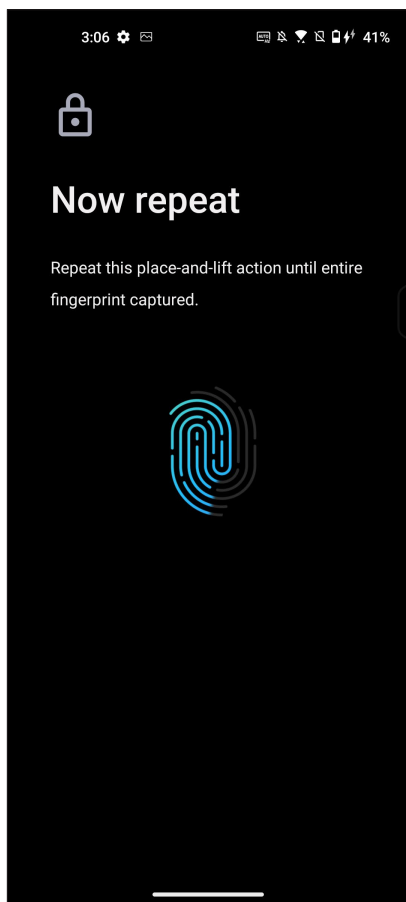 3:06 41%
Now repeat
Repeat this place-and-lift action until entire
fingerprint captured.